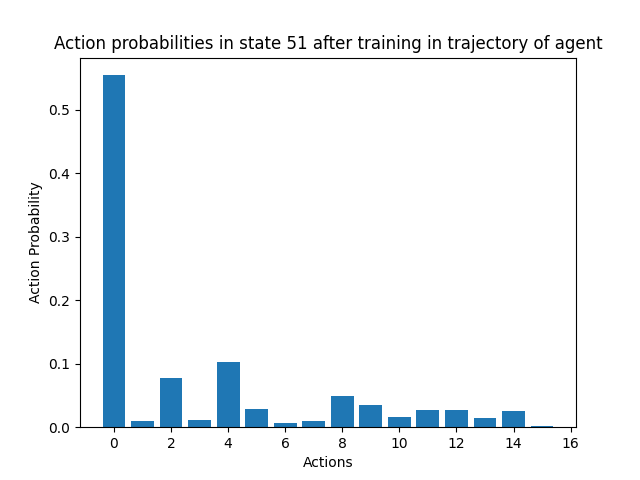 Action probabilities in state 51 after training in trajectory of agent
0.5
0.4
0.3
0.2
0.1
0.0
Action Probability
0 2 4 6 8 10 12 14 16
Actions